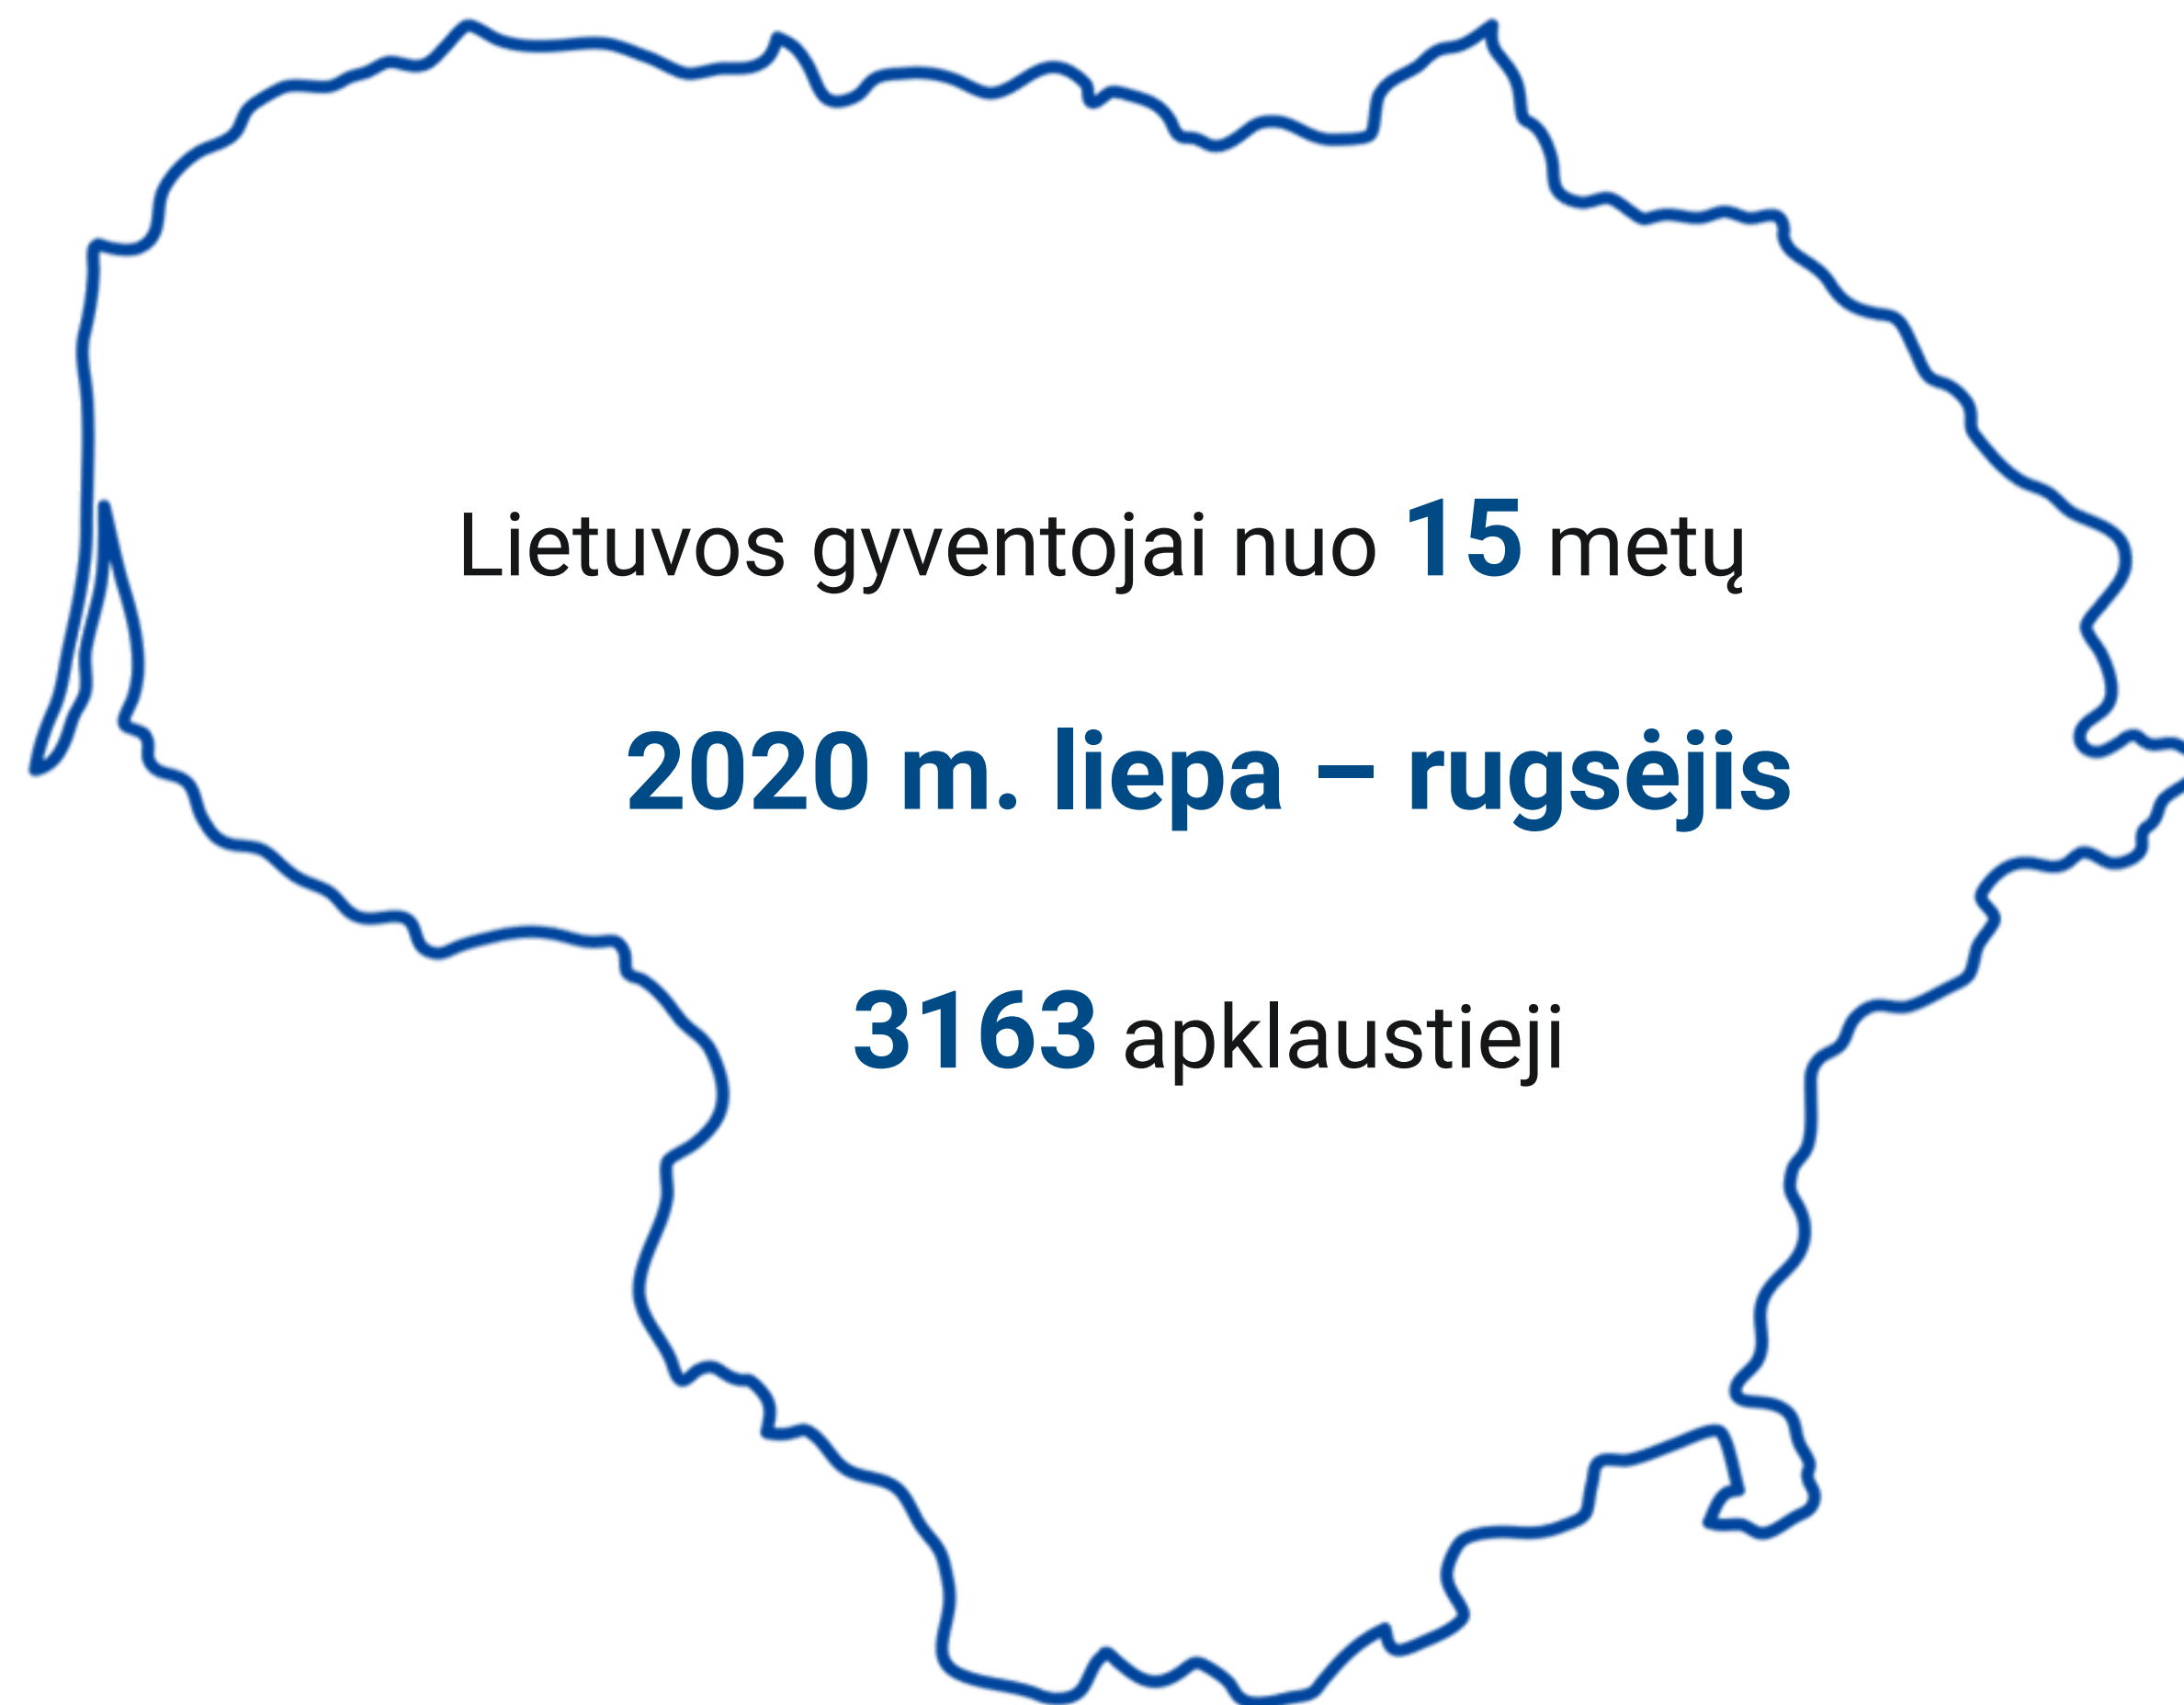 Lietuvos gyventojai nuo 15 metų
2020 m. liepa – rugsėjis
3163 apklaustieji